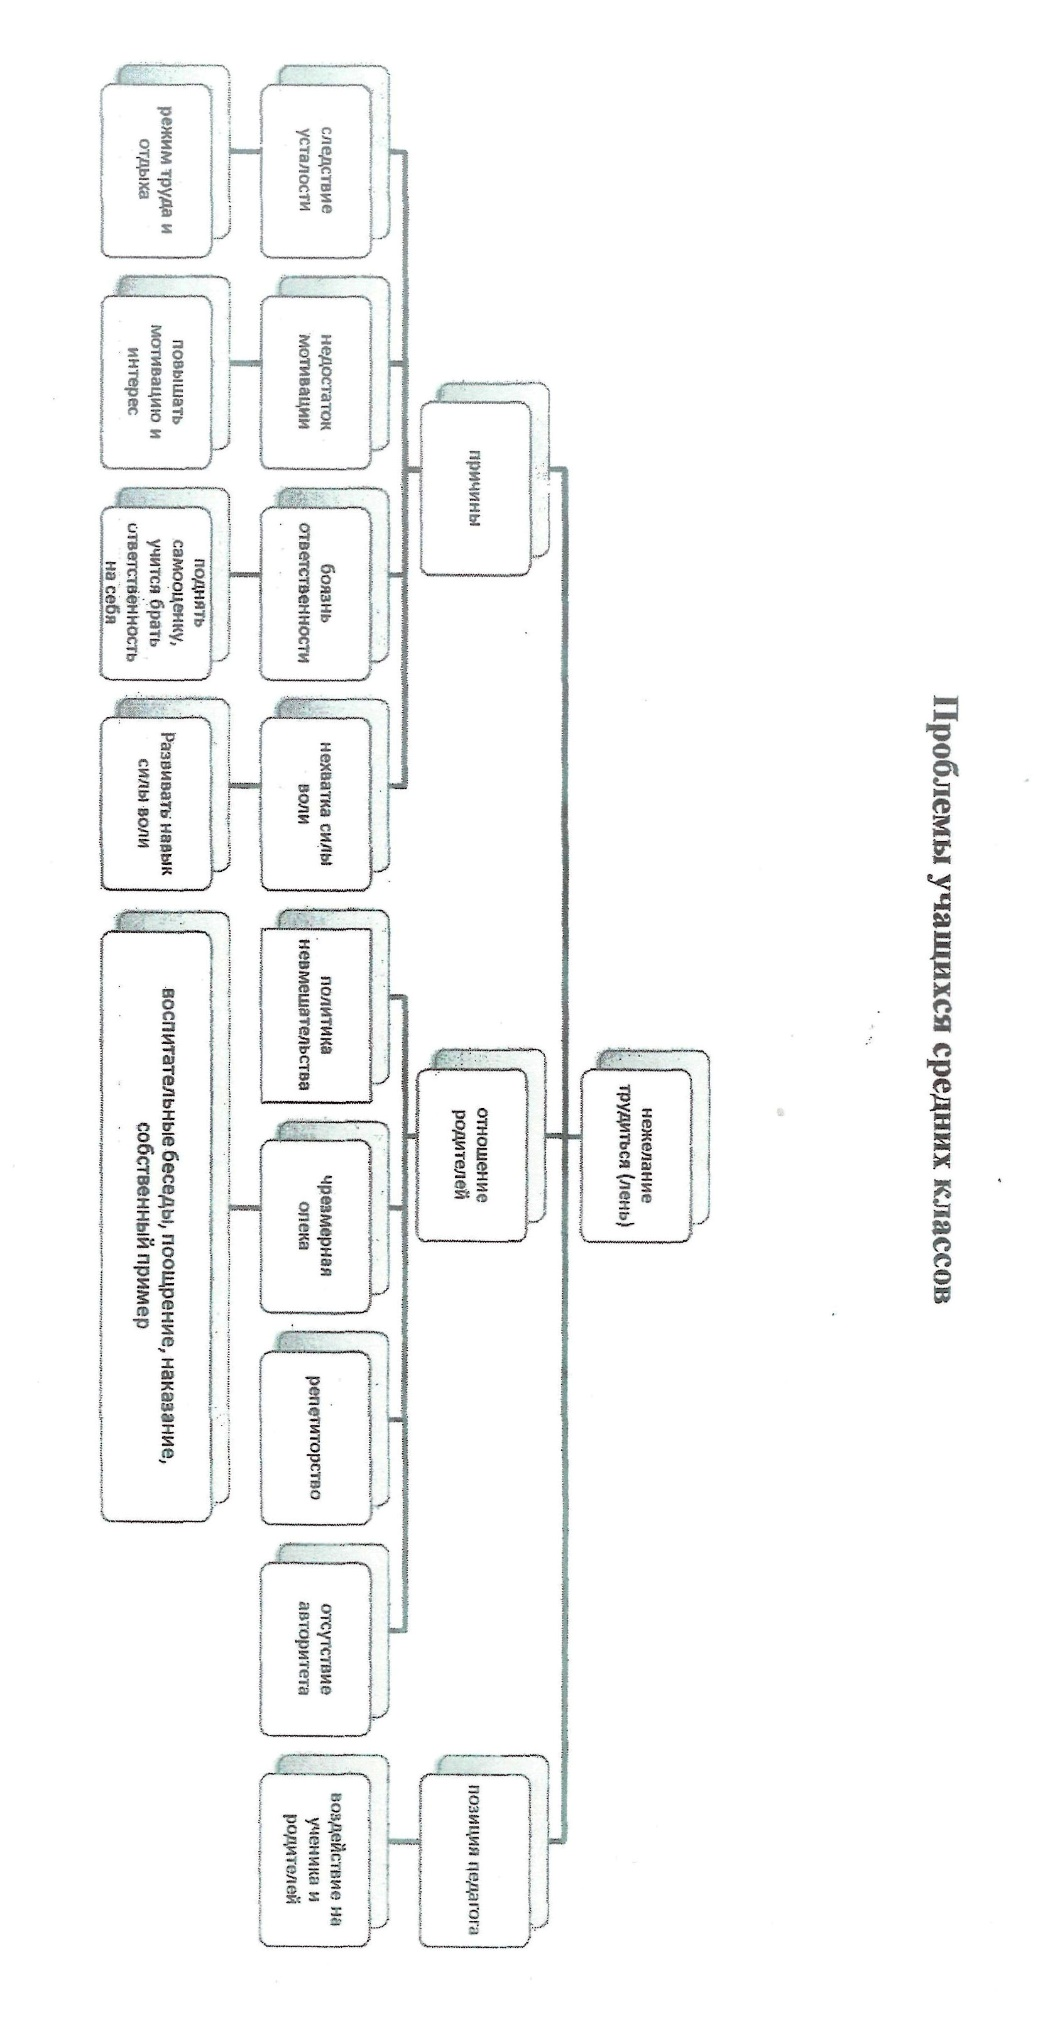 Проблемы учащихся средних классов
нежелание
трудиться (лень)
причины
отношение
родителей
позиция педагога
следствие
усталости
недостаток
мотивации
боязнь
ответственности
нехватка силы
воли
политика
невмешательства
чрезмерная
опека
репетиторство
отсутствие
авторитета
воздействие на
ученика и
родителей
режим труда и
отдыха
повышать
мотивацию и
интерес
поднять
самооценку,
учится брать
ответственность
на себя
Развивать навык
силы воли
воспитательные беседы, поощрение, наказание,
собственный пример